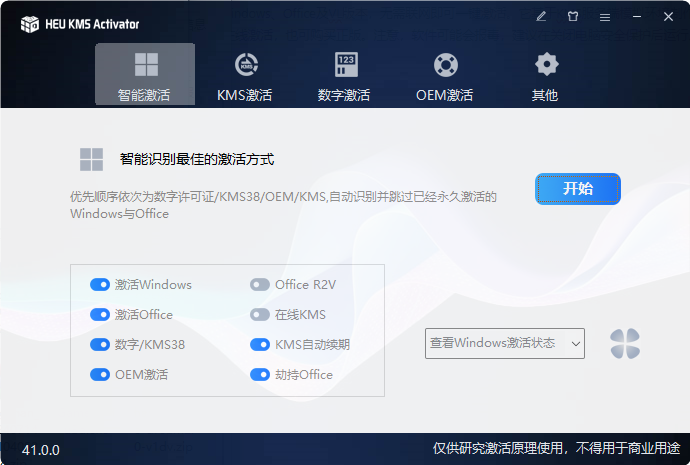 HEU KMS Activator
智能激活
KMS激活
数字激活
OEM激活
其他
智能识别最佳的激活方式
优先顺序依次为数字许可证/KMS38/OEM/KMS,自动识别并跳过已经永久激活的
Windows与Office
开始
激活Windows
Office R2V
激活Office
在线KMS
数字/KMS38
KMS自动续期
OEM激活
劫持Office
查看Windows激活状态
41.0.0
仅供研究激活原理使用，不得用于商业用途